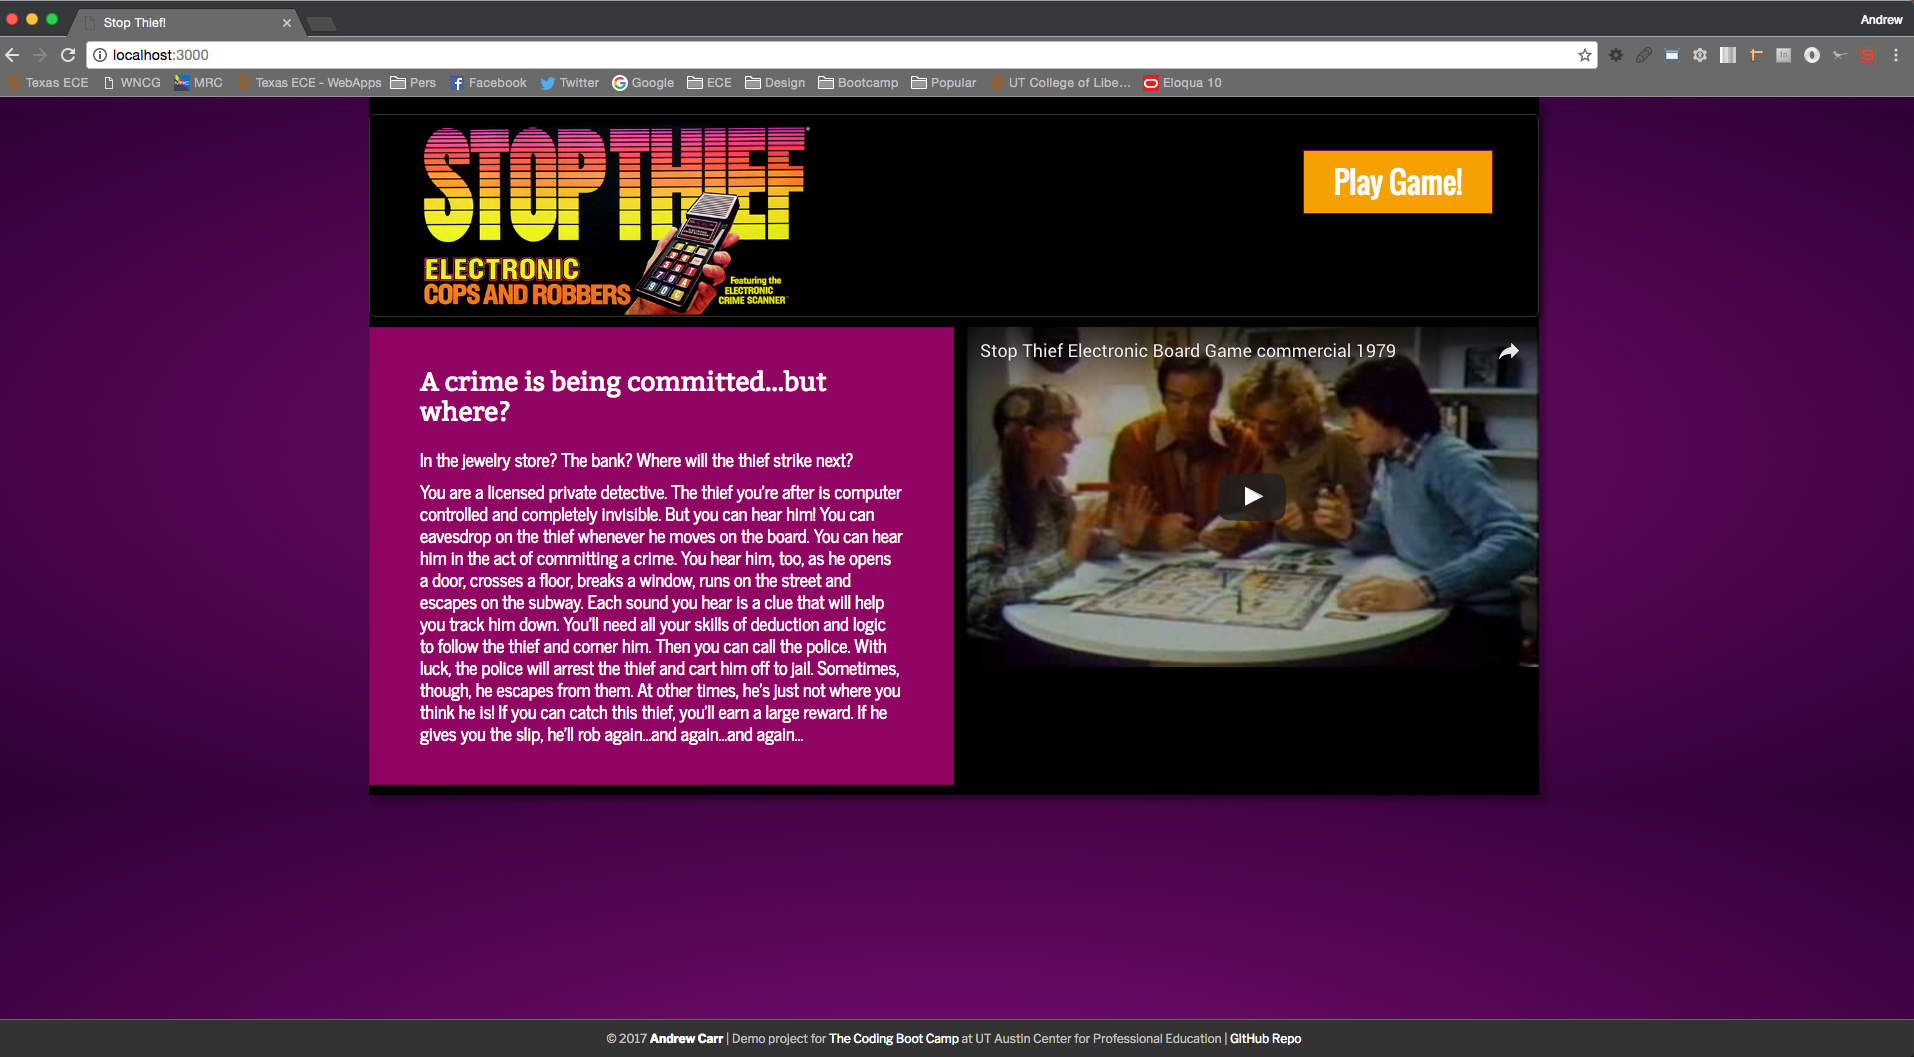 Stop Thief!
Andrew
localhost:3000
Texas ECE WNCG MRC Texas ECE - WebApps Pers Facebook Twitter Google ECE Design Bootcamp Popular UT College of Libe... Eloqua 10
STOP THIEF
ELECTRONIC
COPS AND ROBBERS
Featuring the
ELECTRONIC
CRIME SCANNER
Play Game!
A crime is being committed...but
where?
In the jewelry store? The bank? Where will the thief strike next?
You are a licensed private detective. The thief you're after is computer
controlled and completely invisible. But you can hear him! You can
eavesdrop on the thief whenever he moves on the board. You can hear
him in the act of committing a crime. You hear him, too, as he opens
a door, crosses a floor, breaks a window, runs on the street and
escapes on the subway. Each sound you hear is a clue that will help
you track him down. You'll need all your skills of deduction and logic
to follow the thief and corner him. Then you can call the police. With
luck, the police will arrest the thief and cart him off to jail. Sometimes,
though, he escapes from them. At other times, he's just not where you
think he is! If you can catch this thief, you'll earn a large reward. If he
gives you the slip, he'll rob again...and again...and again...
Stop Thief Electronic Board Game commercial 1979
© 2017 Andrew Carr | Demo project for The Coding Boot Camp at UT Austin Center for Professional Education | GitHub Repo